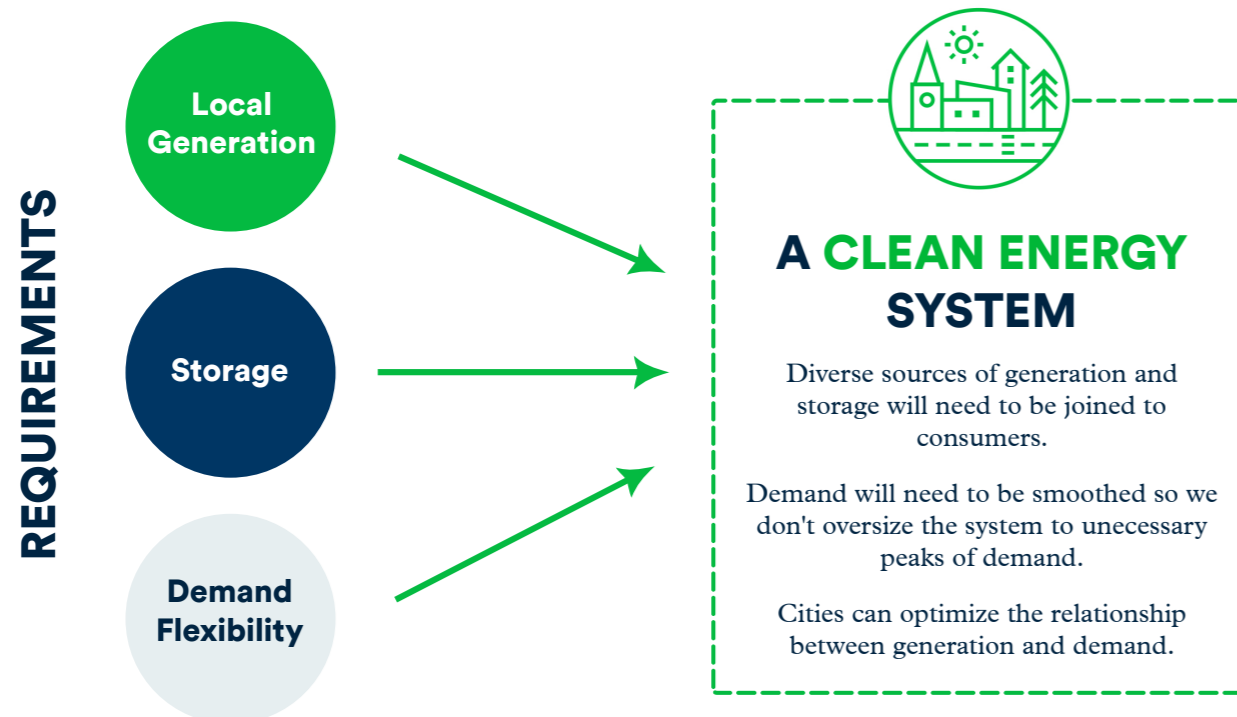 REQUIREMENTS
Local
Generation
Storage
Demand
Flexibility
A CLEAN ENERGY
SYSTEM
Diverse sources of generation and
storage will need to be joined to
consumers.
Demand will need to be smoothed so we
don't oversize the system to unecessary
peaks of demand.
Cities can optimize the relationship
between generation and demand.